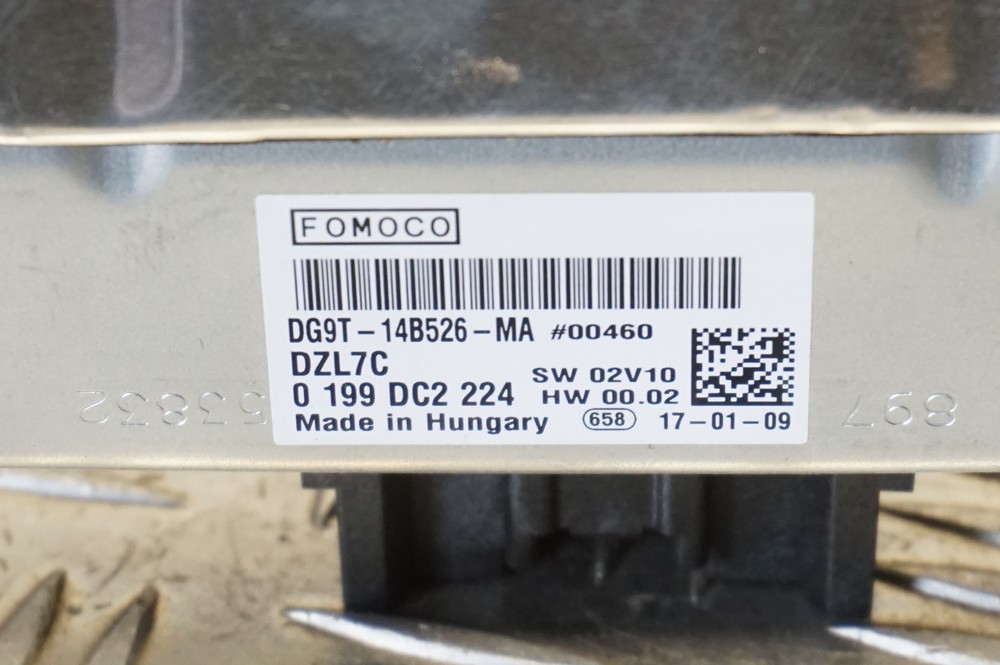 FOMOCO
DG9T-14B526-MA #00460
DZL7C
SW 02V10
0 199 DC2 224 HW 00.02
Made in Hungary 658 17-01-09